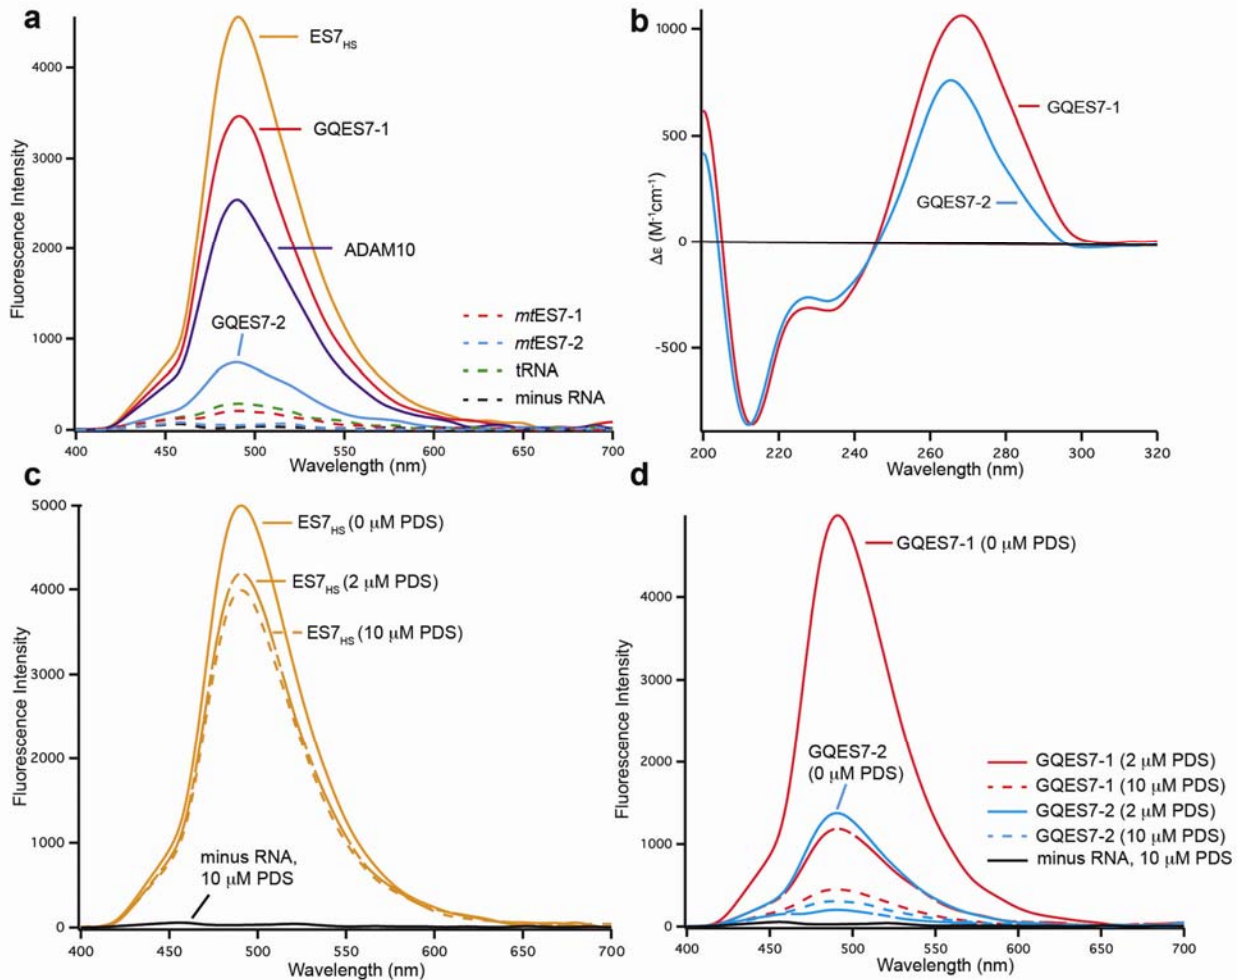 a
ES7HS
GQES7-1
ADAM10
GQES7-2
mtES7-1
mtES7-2
tRNA
minus RNA
Fluorescence Intensity
4000
3000
2000
1000
0
400 450 500 550 600 650 700
Wavelength (nm)
b
GQES7-1
GQES7-2
Δε (M⁻¹cm⁻¹)
1000
500
0
-500
200 220 240 260 280 300 320
Wavelength (nm)
c
ES7HS (0 μM PDS)
ES7HS (2 μM PDS)
ES7HS (10 μM PDS)
minus RNA,
10 μM PDS
Fluorescence Intensity
5000
4000
3000
2000
1000
0
400 450 500 550 600 650 700
Wavelength (nm)
d
GQES7-1 (0 μM PDS)
GQES7-2
(0 μM PDS)
GQES7-1 (2 μM PDS)
GQES7-1 (10 μM PDS)
GQES7-2 (2 μM PDS)
GQES7-2 (10 μM PDS)
minus RNA, 10 μM PDS
Fluorescence Intensity
4000
3000
2000
1000
0
400 450 500 550 600 650 700
Wavelength (nm)